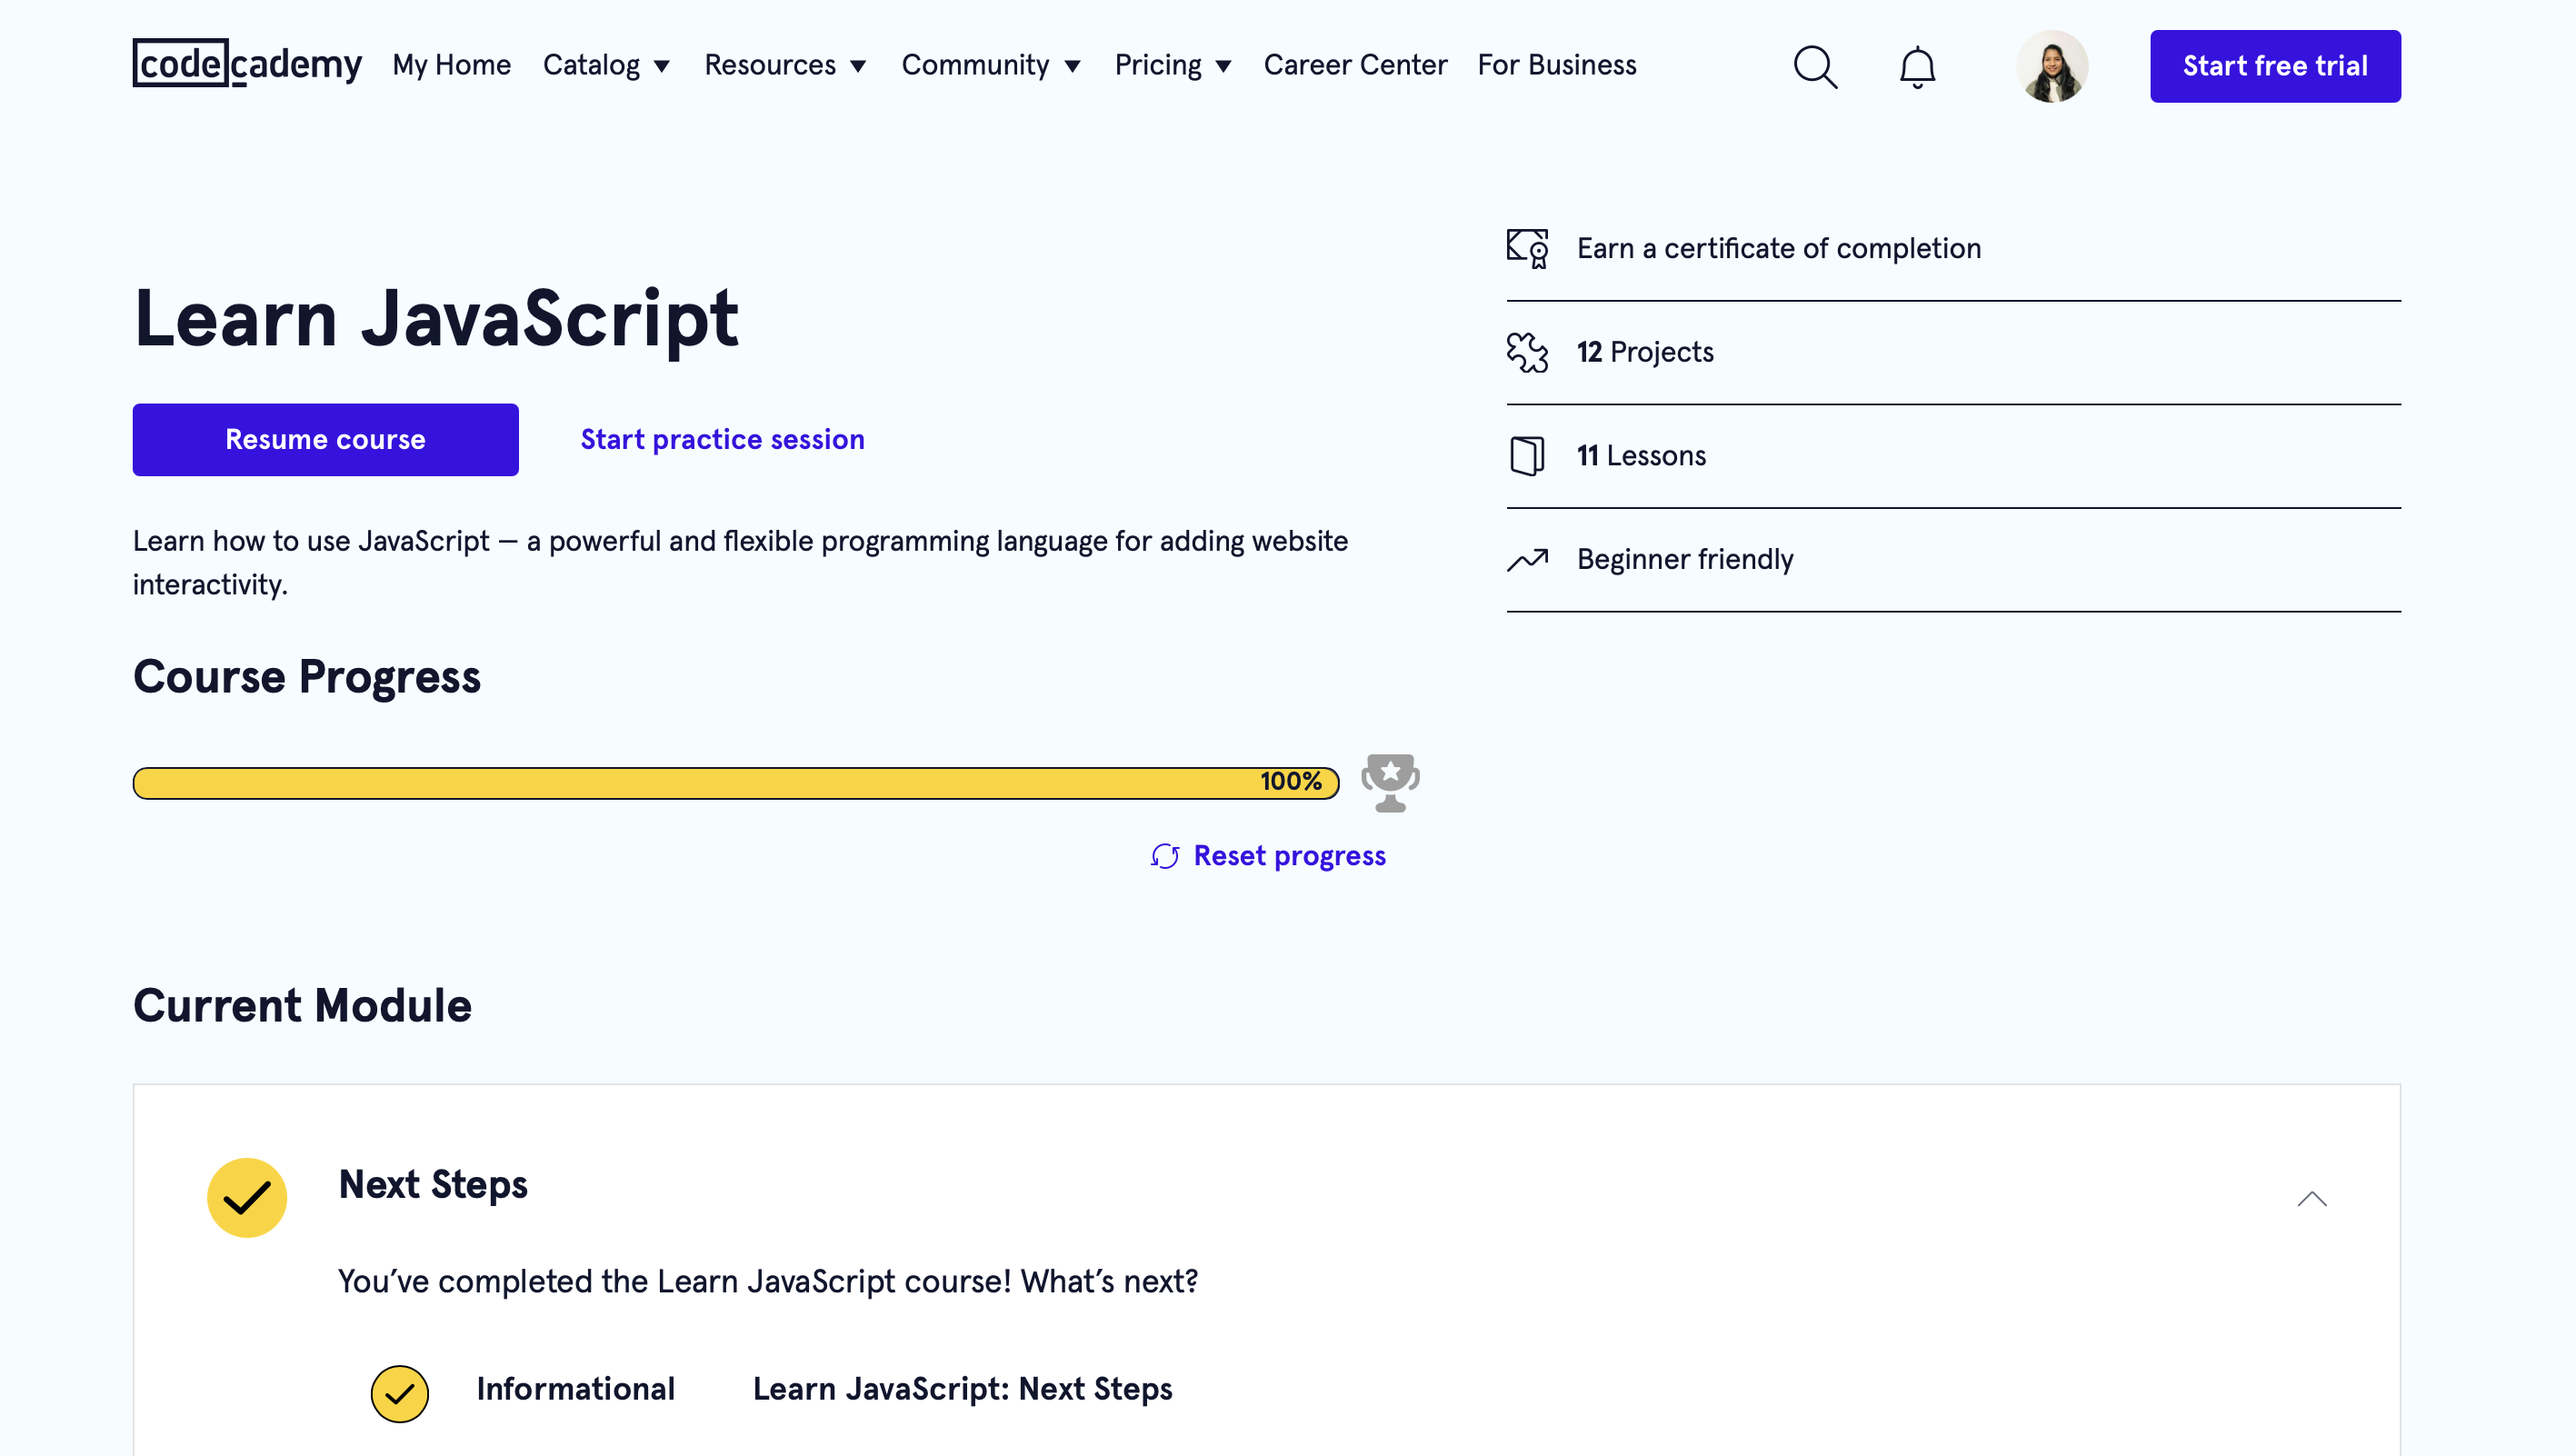 codecademy My Home Catalog Resources Community Pricing Career Center For Business Start free trial
Learn JavaScript
Resume course Start practice session
Learn how to use JavaScript — a powerful and flexible programming language for adding website
interactivity.
Earn a certificate of completion
12 Projects
11 Lessons
Beginner friendly
Course Progress
100%
Reset progress
Current Module
Next Steps
You’ve completed the Learn JavaScript course! What’s next?
Informational Learn JavaScript: Next Steps